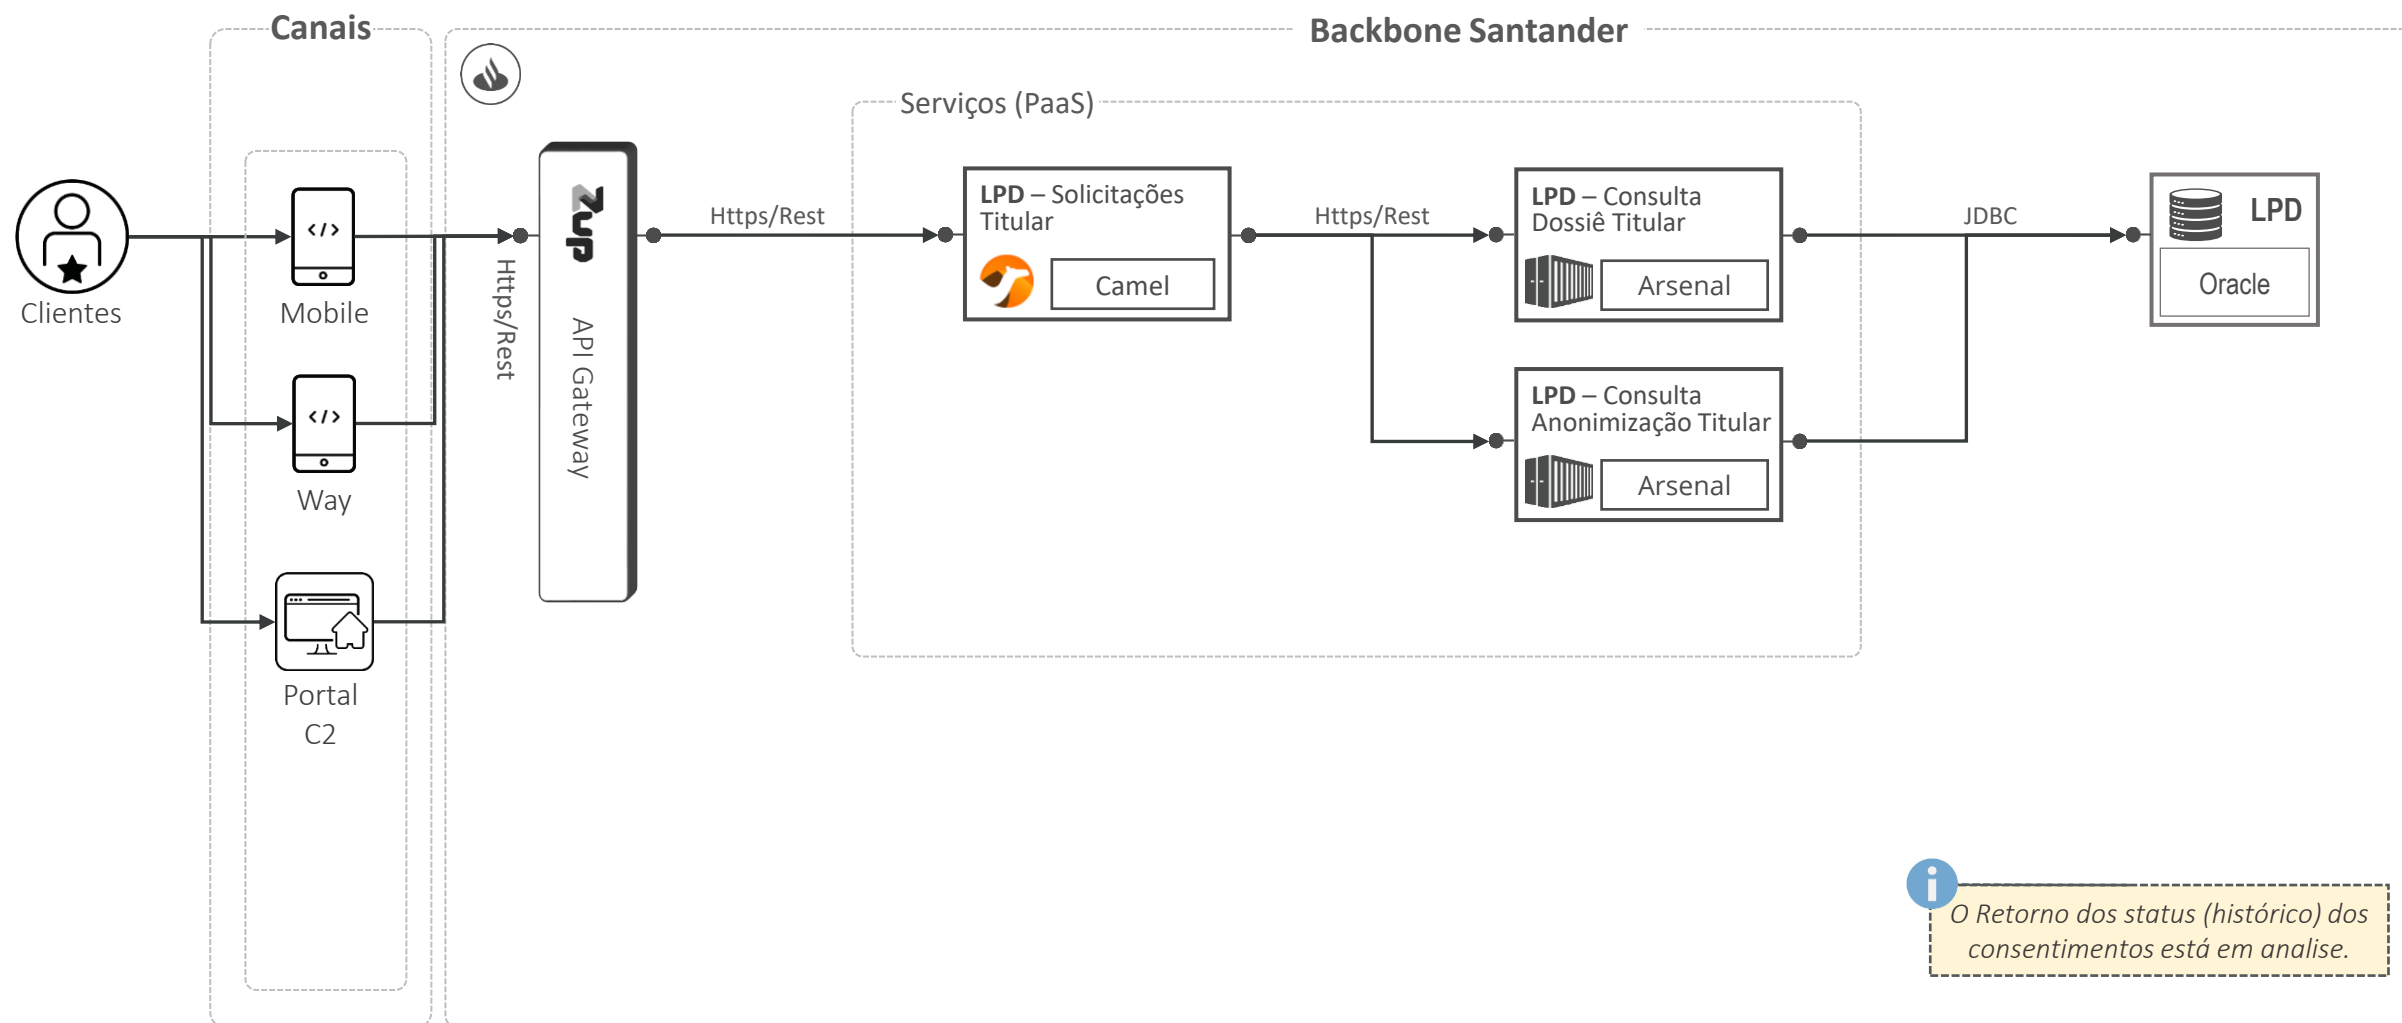 Canais
Backbone Santander
Serviços (PaaS)
Clientes
</>
Mobile
</>
Way
Portal
C2
Https/Rest
Zup
API Gateway
Https/Rest
LPD – Solicitações
Titular
Camel
Https/Rest
LPD – Consulta
Dossiê Titular
Arsenal
LPD – Consulta
Anonimização Titular
Arsenal
JDBC
LPD
Oracle
i
O Retorno dos status (histórico) dos
consentimentos está em analise.